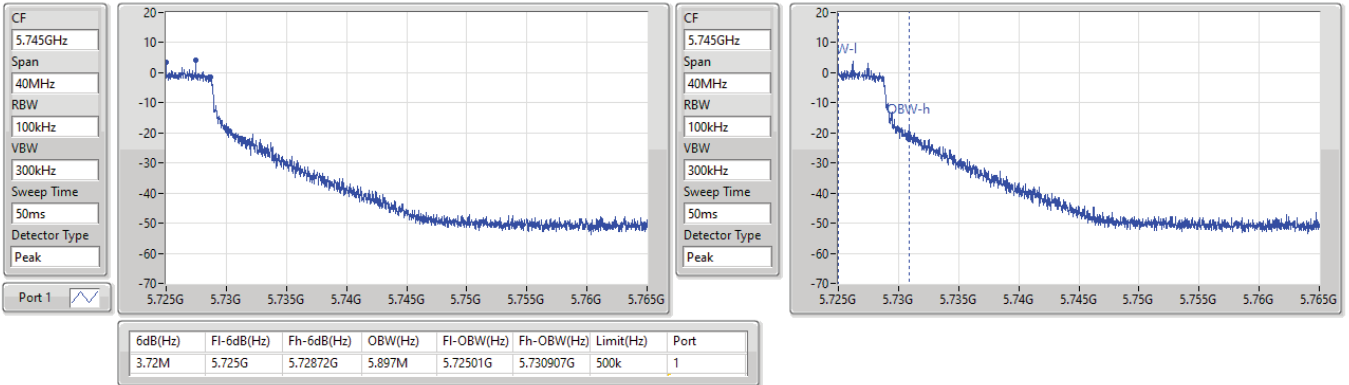 CF
5.745GHz
Span
40MHz
RBW
100kHz
VBW
300kHz
Sweep Time
50ms
Detector Type
Peak
Port 1
20-
10-
0-
-10-
-20-
-30-
-40-
-50-
-60-
-70-
5.725G 5.73G 5.735G 5.74G 5.745G 5.75G 5.755G 5.76G 5.765G
CF
5.745GHz
Span
40MHz
RBW
100kHz
VBW
300kHz
Sweep Time
50ms
Detector Type
Peak
20-
10-
0-
-10-
-20-
-30-
-40-
-50-
-60-
-70-
W-l
OBW-h
5.725G 5.73G 5.735G 5.74G 5.745G 5.75G 5.755G 5.76G 5.765G
6dB(Hz) Fl-6dB(Hz) Fh-6dB(Hz) OBW(Hz) Fl-OBW(Hz) Fh-OBW(Hz) Limit(Hz) Port
3.72M 5.725G 5.72872G 5.897M 5.72501G 5.730907G 500k 1